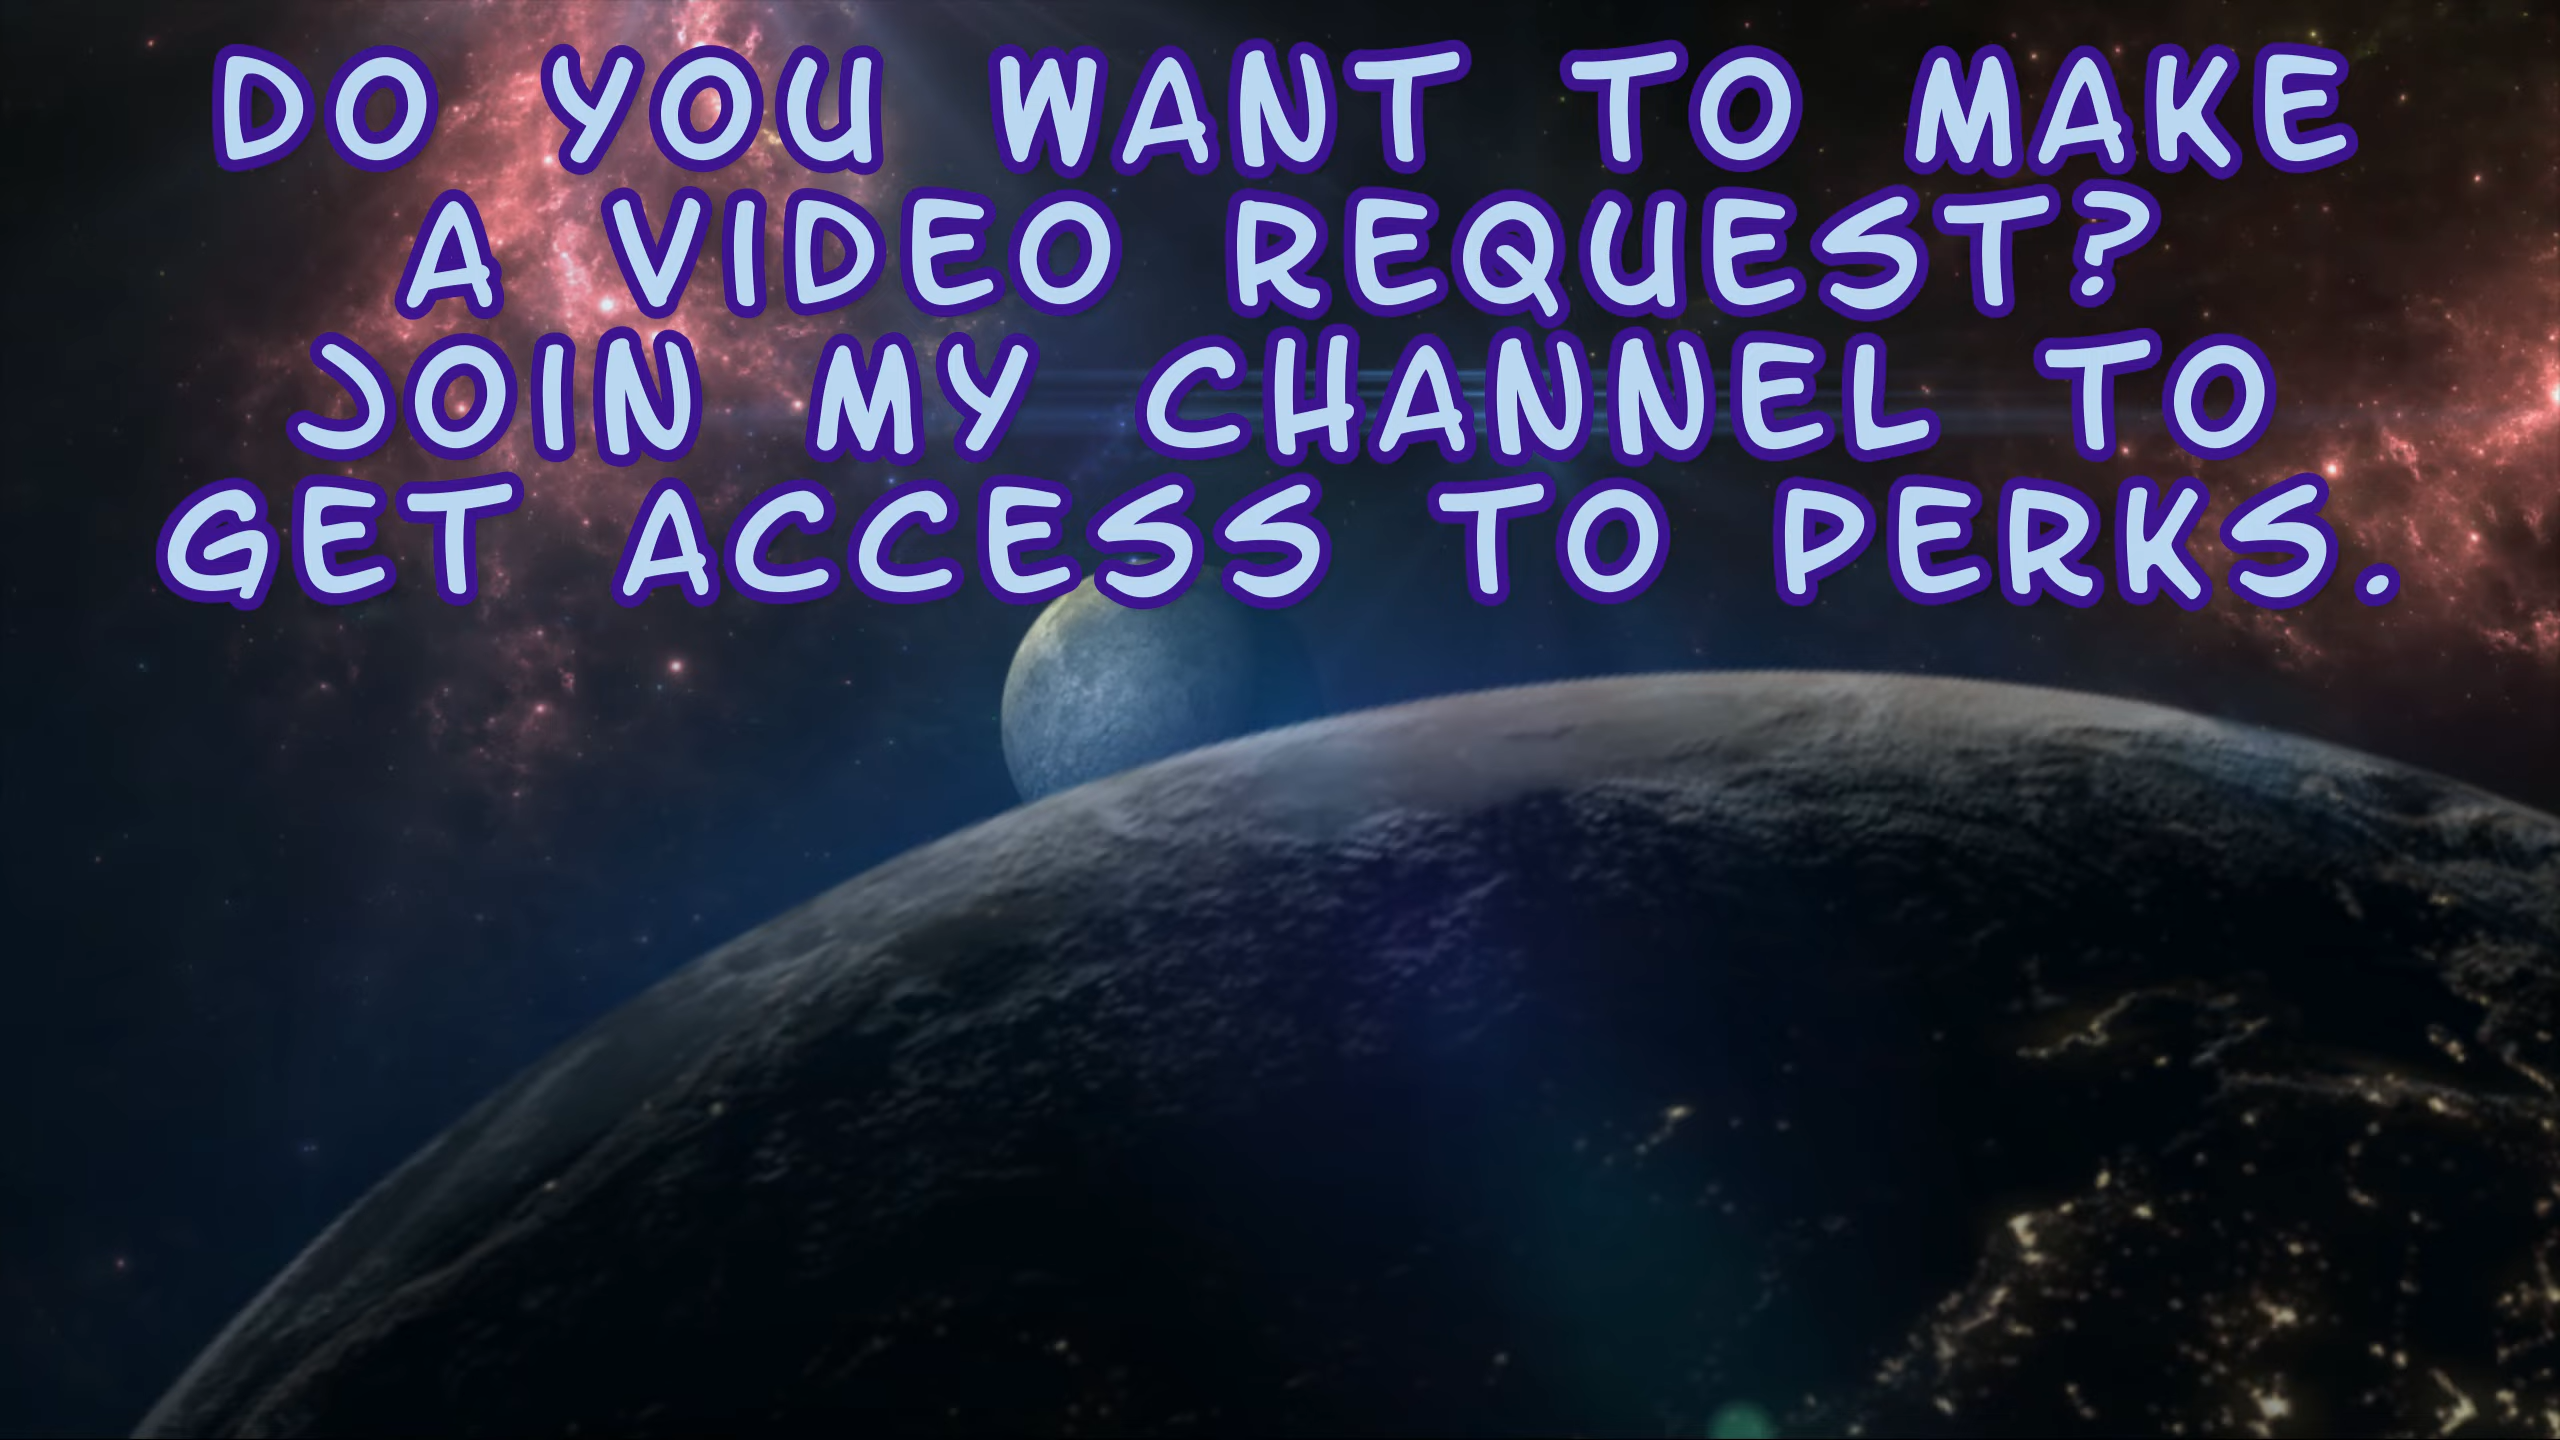 DO YOU WANT TO MAKE
A VIDEO REQUEST?
JOIN MY CHANNEL TO
GET ACCESS TO PERKS.